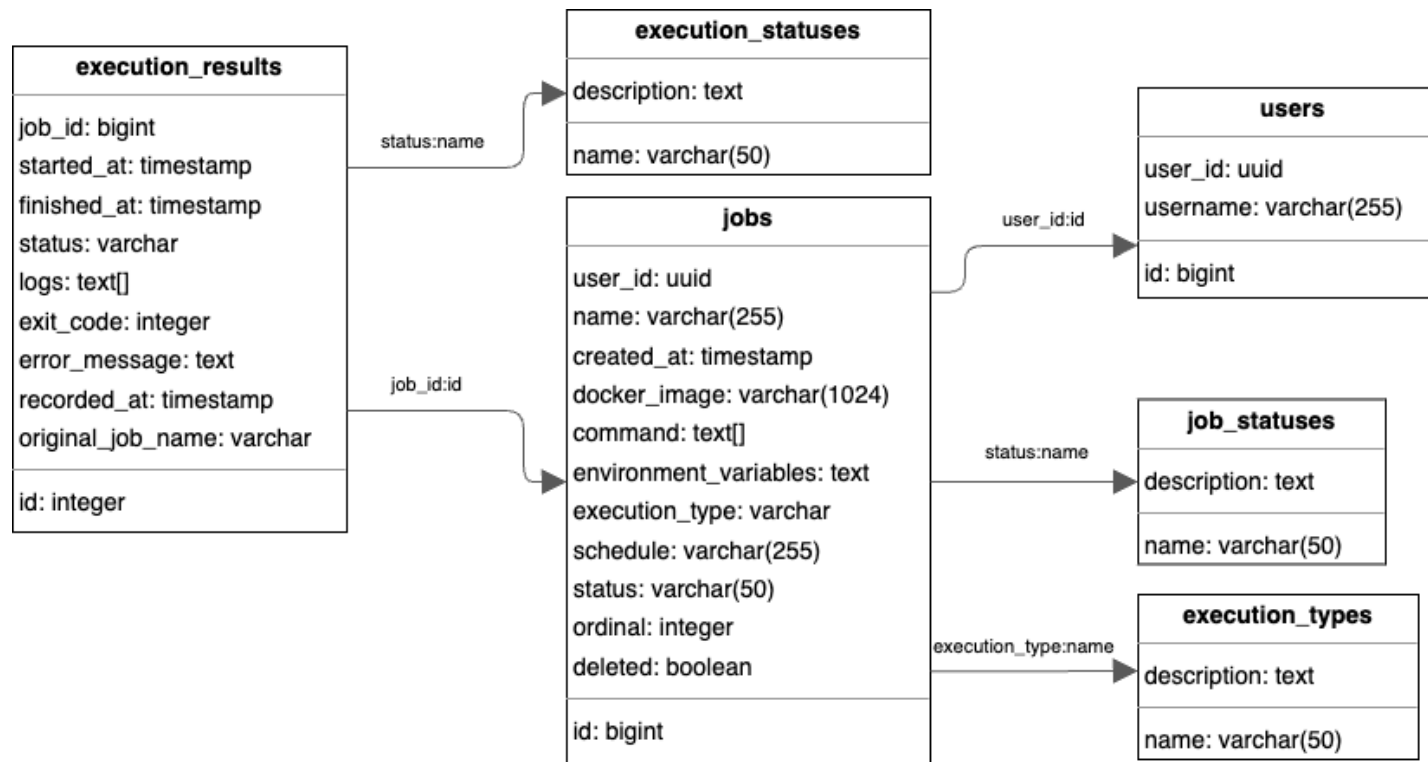 execution_results
job_id: bigint
started_at: timestamp
finished_at: timestamp
status: varchar
logs: text[]
exit_code: integer
error_message: text
recorded_at: timestamp
original_job_name: varchar
id: integer
status:name
job_id:id
execution_statuses
description: text
name: varchar(50)
jobs
user_id: uuid
name: varchar(255)
created_at: timestamp
docker_image: varchar(1024)
command: text[]
environment_variables: text
execution_type: varchar
schedule: varchar(255)
status: varchar(50)
ordinal: integer
deleted: boolean
id: bigint
user_id:id
status:name
execution_type:name
users
user_id: uuid
username: varchar(255)
id: bigint
job_statuses
description: text
name: varchar(50)
execution_types
description: text
name: varchar(50)